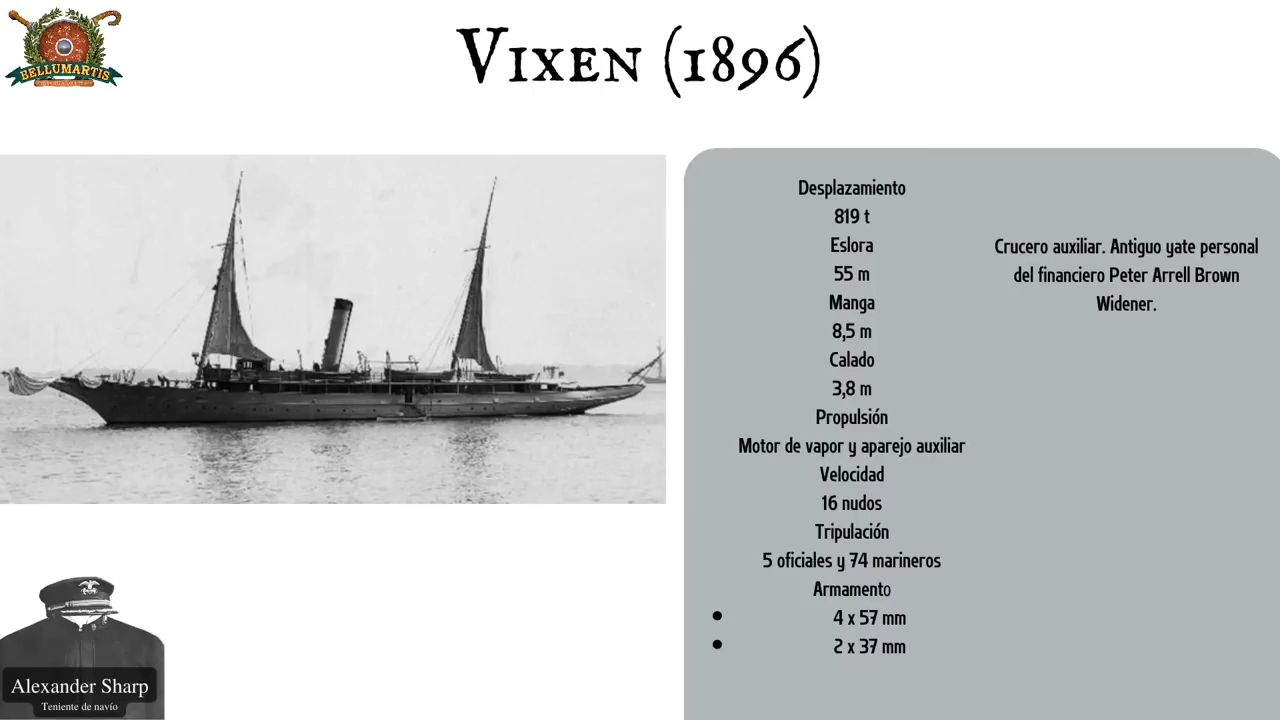 BELLUMARTIS
Vixen (1896)
Desplazamiento
819 t
Eslora
55 m
Manga
8,5 m
Calado
3,8 m
Propulsión
Motor de vapor y aparejo auxiliar
Velocidad
16 nudos
Tripulación
5 oficiales y 74 marineros
Armamento
• 4 x 57 mm
• 2 x 37 mm
Crucero auxiliar. Antiguo yate personal
del financiero Peter Arrell Brown
Widener.
Alexander Sharp
Teniente de navío